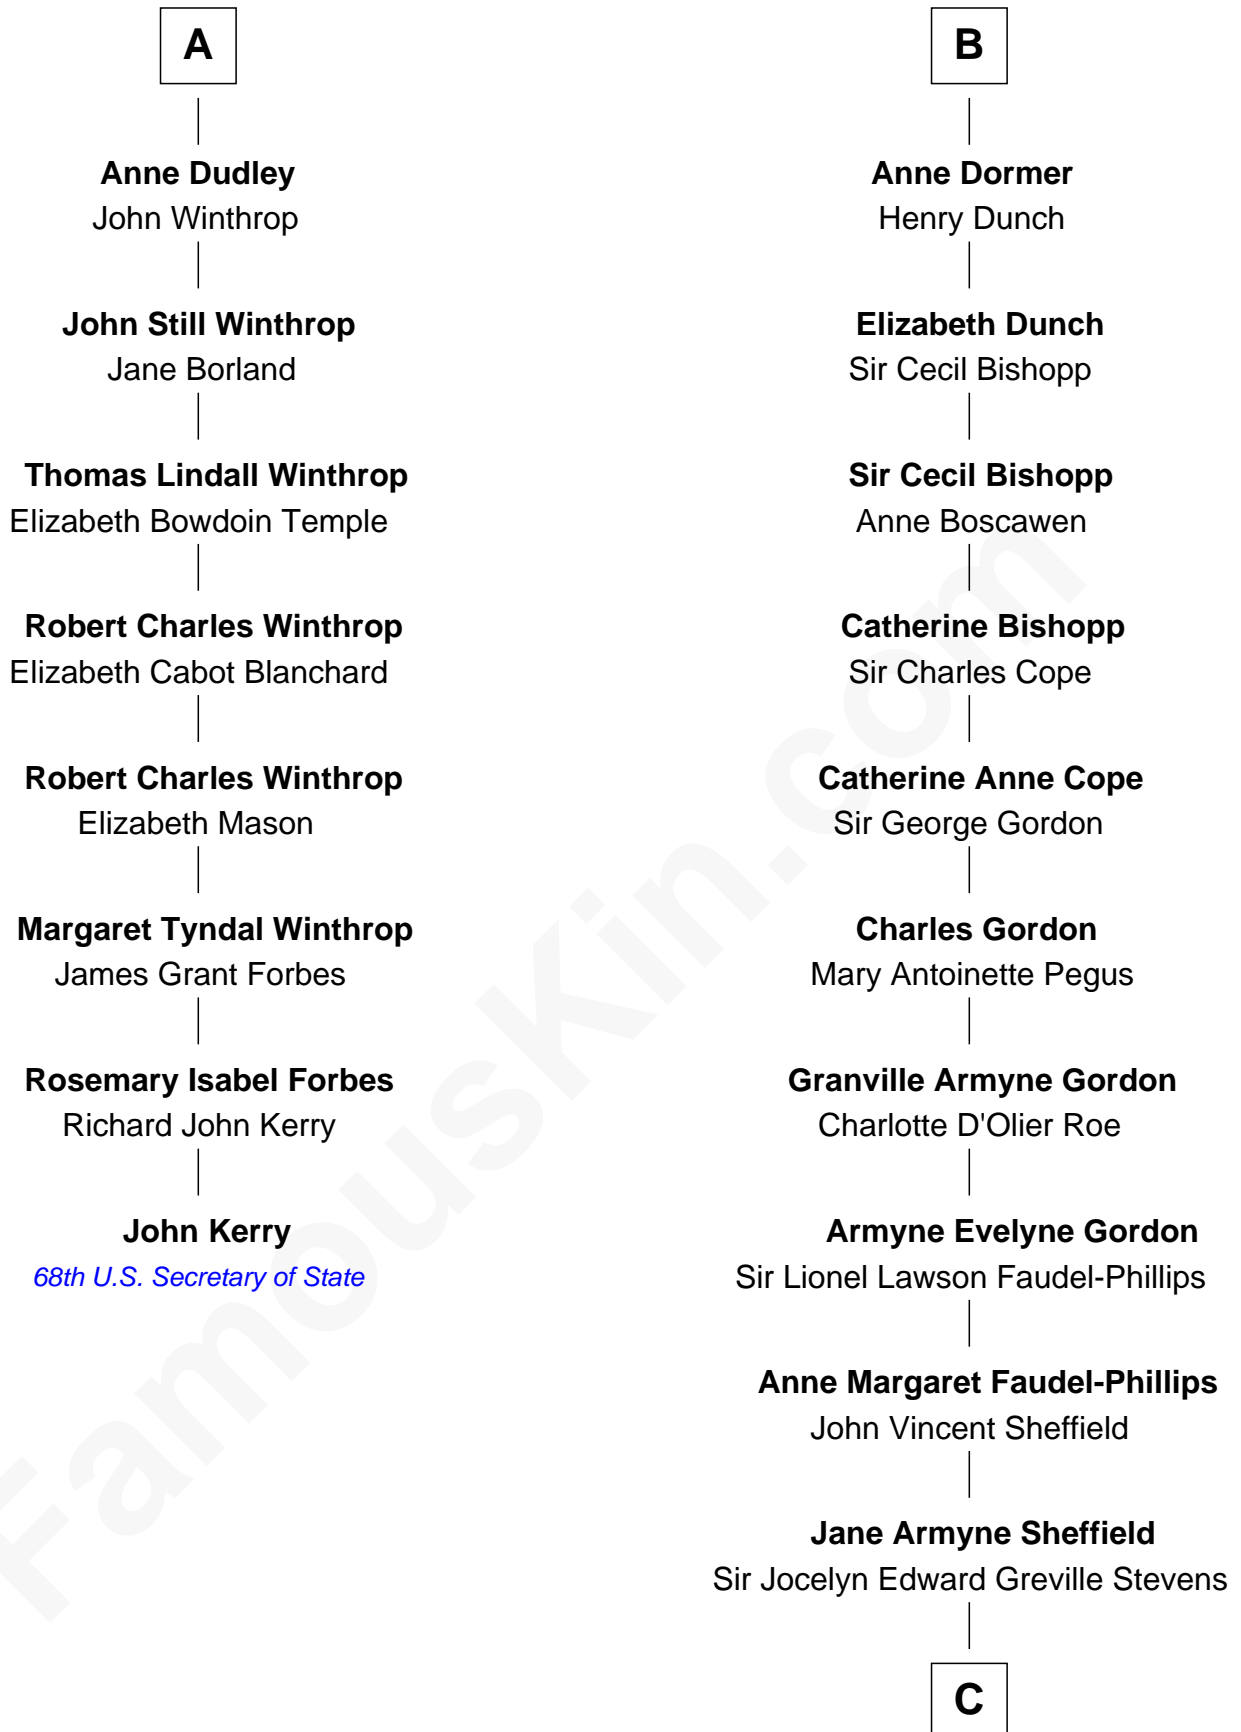 A
Anne Dudley
John Winthrop
John Still Winthrop
Jane Borland
Thomas Lindall Winthrop
Elizabeth Bowdoin Temple
Robert Charles Winthrop
Elizabeth Cabot Blanchard
Robert Charles Winthrop
Elizabeth Mason
Margaret Tyndal Winthrop
James Grant Forbes
Rosemary Isabel Forbes
Richard John Kerry
John Kerry
68th U.S. Secretary of State
B
Anne Dormer
Henry Dunch
Elizabeth Dunch
Sir Cecil Bishopp
Sir Cecil Bishopp
Anne Boscawen
Catherine Bishopp
Sir Charles Cope
Catherine Anne Cope
Sir George Gordon
Charles Gordon
Mary Antoinette Pegus
Granville Armyne Gordon
Charlotte D'Olier Roe
Armyne Evelyne Gordon
Sir Lionel Lawson Faudel-Phillips
Anne Margaret Faudel-Phillips
John Vincent Sheffield
Jane Armyne Sheffield
Sir Jocelyn Edward Greville Stevens
C
FamousKin.com